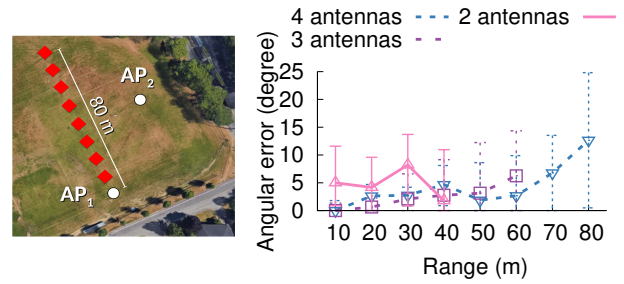 AP2
80 m
AP1
4 antennas
2 antennas
3 antennas
Angular error (degree)
25
20
15
10
5
0
10 20 30 40 50 60 70 80
Range (m)